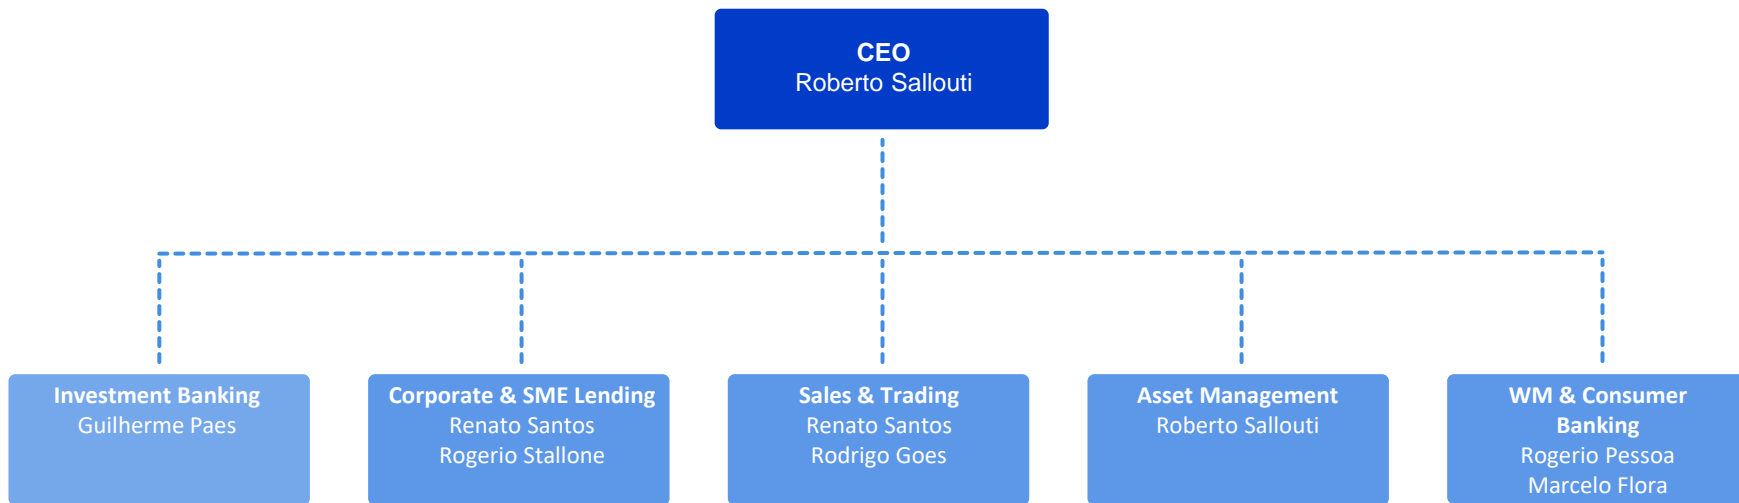 CEO
Roberto Sallouti
Investment Banking
Guilherme Paes
Corporate & SME Lending
Renato Santos
Rogerio Stallone
Sales & Trading
Renato Santos
Rodrigo Goes
Asset Management
Roberto Sallouti
WM & Consumer
Banking
Rogerio Pessoa
Marcelo Flora